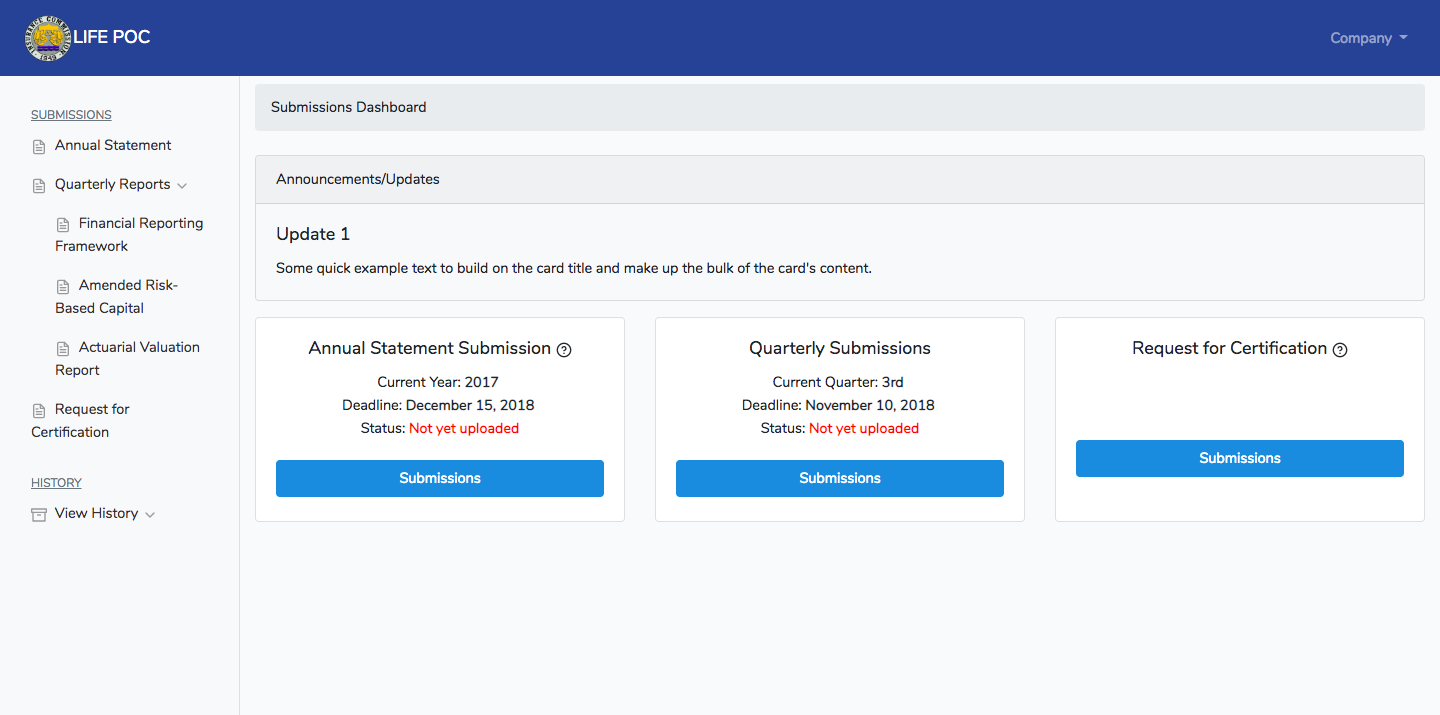 INSURANCE COMMISSION
1949
LIFE POC
Company
SUBMISSIONS
Annual Statement
Quarterly Reports
Financial Reporting
Framework
Amended Risk-
Based Capital
Actuarial Valuation
Report
Request for
Certification
HISTORY
View History
Submissions Dashboard
Announcements/Updates
Update 1
Some quick example text to build on the card title and make up the bulk of the card's content.
Annual Statement Submission
Current Year: 2017
Deadline: December 15, 2018
Status: Not yet uploaded
Submissions
Quarterly Submissions
Current Quarter: 3rd
Deadline: November 10, 2018
Status: Not yet uploaded
Submissions
Request for Certification
Submissions